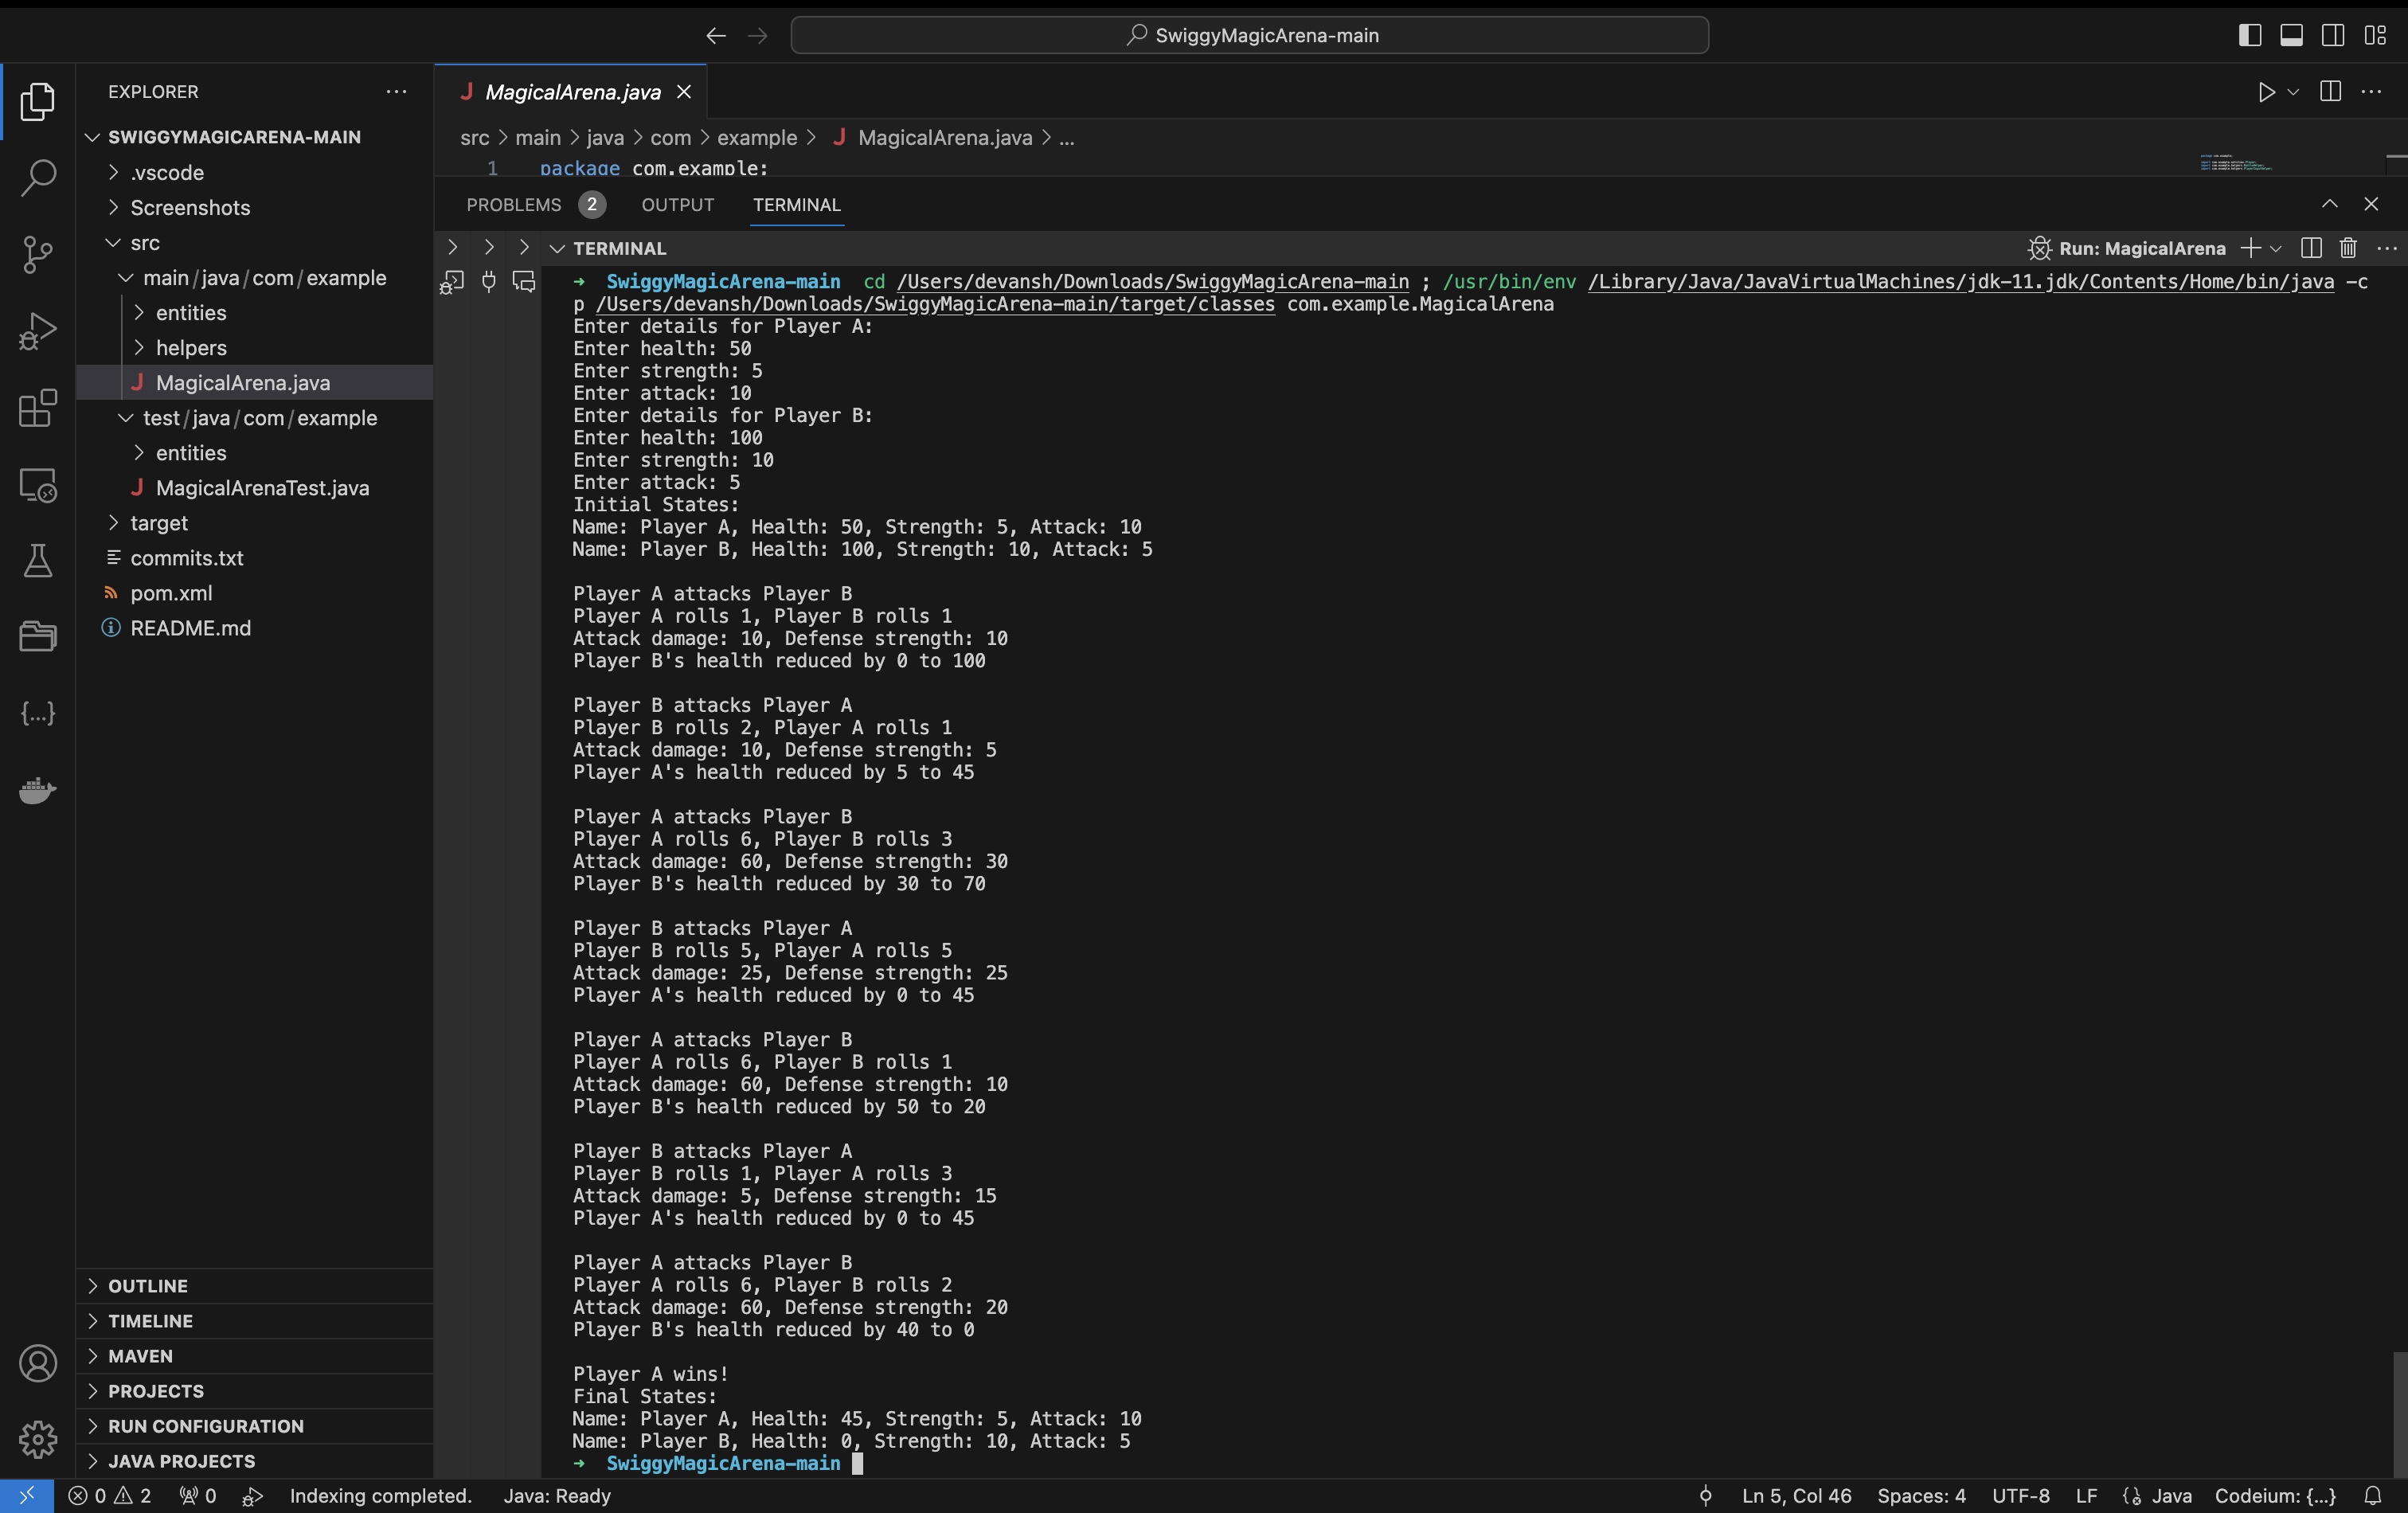 SwiggyMagicArena-main
EXPLORER
SWIGGYMAGICARENA-MAIN
.vscode
Screenshots
src
main/java/com/example
entities
helpers
J MagicalArena.java
test/java/com/example
entities
J MagicalArenaTest.java
target
commits.txt
pom.xml
README.md
OUTLINE
TIMELINE
MAVEN
PROJECTS
RUN CONFIGURATION
JAVA PROJECTS
J MagicalArena.java
src > main > java > com > example > J MagicalArena.java > ...
1 package com.example;
PROBLEMS 2 OUTPUT TERMINAL
TERMINAL
Run: MagicalArena
→ SwiggyMagicArena-main cd /Users/devansh/Downloads/SwiggyMagicArena-main ; /usr/bin/env /Library/Java/JavaVirtualMachines/jdk-11.jdk/Contents/Home/bin/java -c
p /Users/devansh/Downloads/SwiggyMagicArena-main/target/classes com.example.MagicalArena
Enter details for Player A:
Enter health: 50
Enter strength: 5
Enter attack: 10
Enter details for Player B:
Enter health: 100
Enter strength: 10
Enter attack: 5
Initial States:
Name: Player A, Health: 50, Strength: 5, Attack: 10
Name: Player B, Health: 100, Strength: 10, Attack: 5
Player A attacks Player B
Player A rolls 1, Player B rolls 1
Attack damage: 10, Defense strength: 10
Player B's health reduced by 0 to 100
Player B attacks Player A
Player B rolls 2, Player A rolls 1
Attack damage: 10, Defense strength: 5
Player A's health reduced by 5 to 45
Player A attacks Player B
Player A rolls 6, Player B rolls 3
Attack damage: 60, Defense strength: 30
Player B's health reduced by 30 to 70
Player B attacks Player A
Player B rolls 5, Player A rolls 5
Attack damage: 25, Defense strength: 25
Player A's health reduced by 0 to 45
Player A attacks Player B
Player A rolls 6, Player B rolls 1
Attack damage: 60, Defense strength: 10
Player B's health reduced by 50 to 20
Player B attacks Player A
Player B rolls 1, Player A rolls 3
Attack damage: 5, Defense strength: 15
Player A's health reduced by 0 to 45
Player A attacks Player B
Player A rolls 6, Player B rolls 2
Attack damage: 60, Defense strength: 20
Player B's health reduced by 40 to 0
Player A wins!
Final States:
Name: Player A, Health: 45, Strength: 5, Attack: 10
Name: Player B, Health: 0, Strength: 10, Attack: 5
→ SwiggyMagicArena-main
0 2 0 Indexing completed. Java: Ready Ln 5, Col 46 Spaces: 4 UTF-8 LF Java Codeium: {...}